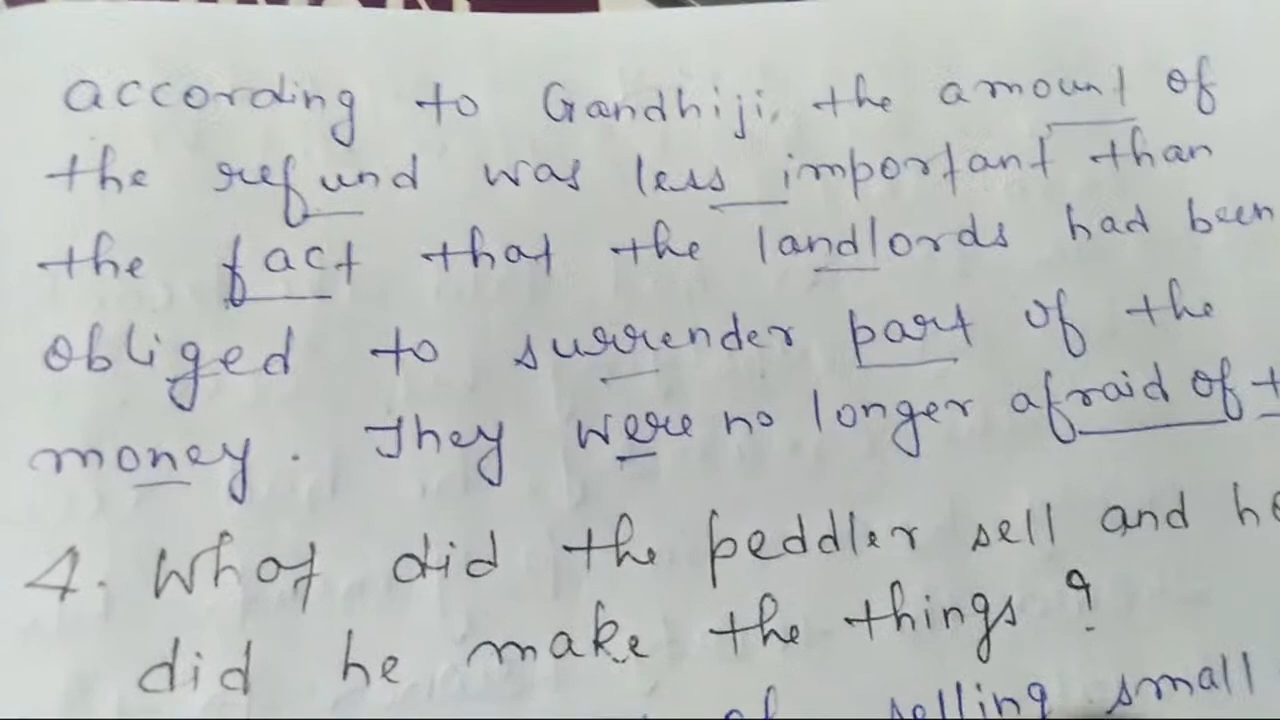 according to Gandhiji, the amount of
the refund was less important than
the fact that the landlords had been
obliged to surrender part of the
money. They were no longer afraid of
4. What did the peddler sell and
did he make the things ?
of selling small